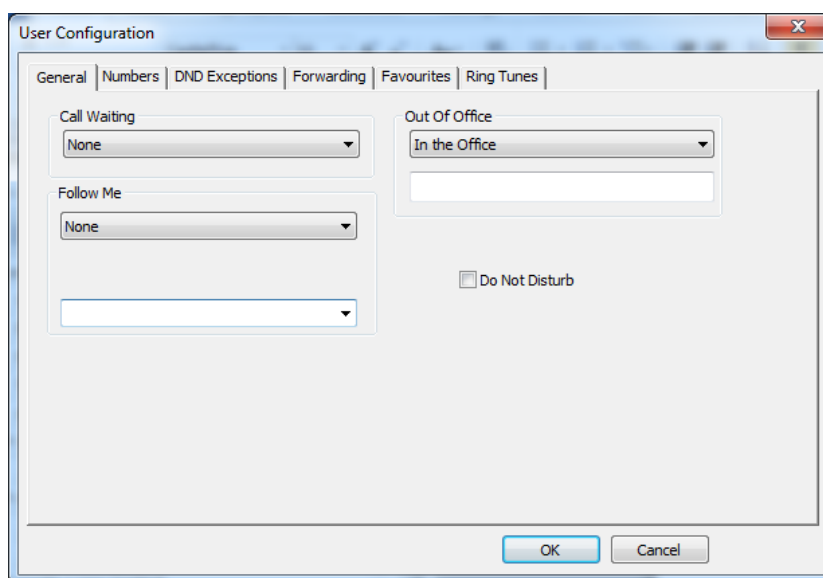 User Configuration
General Numbers DND Exceptions Forwarding Favourites Ring Tunes
Call Waiting
None
Out Of Office
In the Office
Follow Me
None
Do Not Disturb
OK Cancel